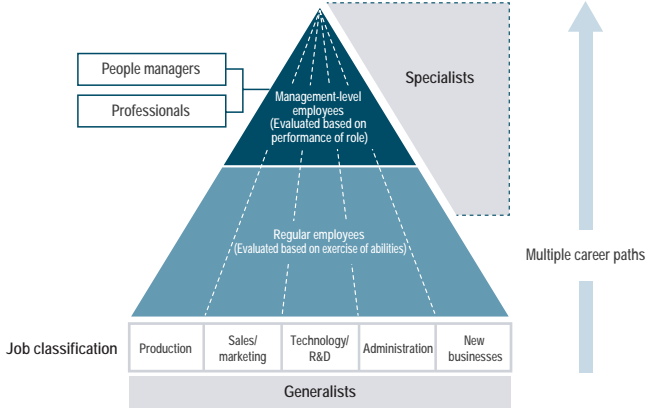 People managers
Professionals
Management-level
employees
(Evaluated based on
performance of role)
Specialists
Regular employees
(Evaluated based on exercise of abilities)
Multiple career paths
Job classification
Production
Sales/
marketing
Technology/
R&D
Administration
New
businesses
Generalists